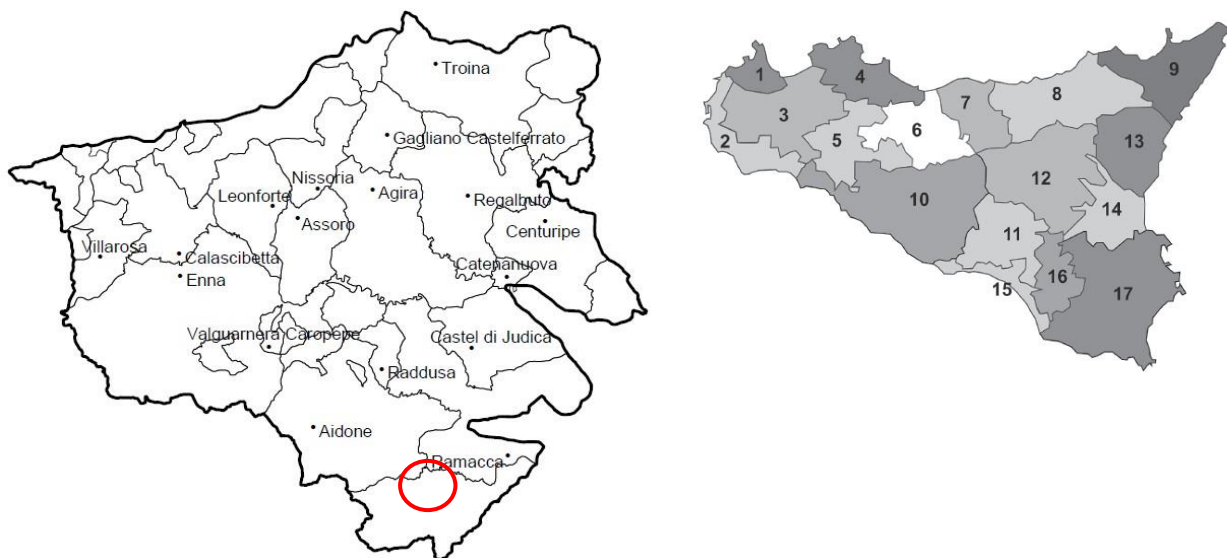 Troina
Gagliano Castelferrato
Nissoria
Leonforte
Agira
Regalbuto
Assoro
Centuripe
Villarosa
Calascibetta
Enna
Catenanuova
Valguarnera Caropepe
Castel di Judica
Raddusa
Aidone
Ramacca
1
4
9
3
7
8
2
5
6
13
10
12
14
11
15
16
17